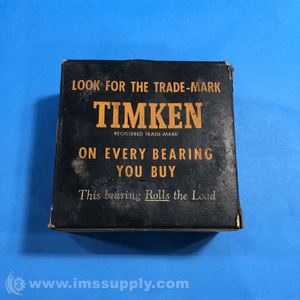 LOOK FOR THE TRADE-MARK
TIMKEN
REGISTERED TRADE-MARK
ON EVERY BEARING
YOU BUY
This bearing Rolls the Load
www.imssupply.com